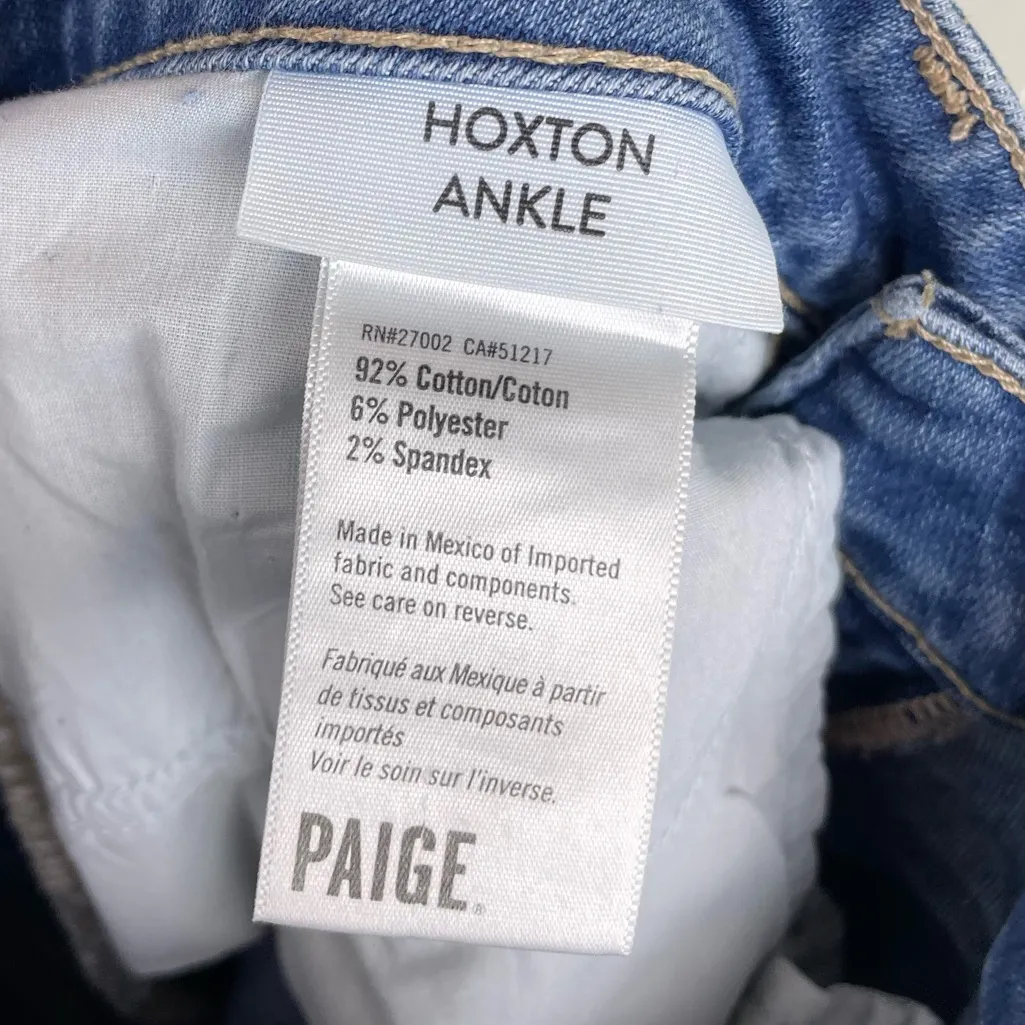 HOXTON
ANKLE
RN#27002 CA#51217
92% Cotton/Coton
6% Polyester
2% Spandex
Made in Mexico of Imported
fabric and components.
See care on reverse.
Fabriqué aux Mexique à partir
de tissus et composants
importés
Voir le soin sur l'inverse.
PAIGE®